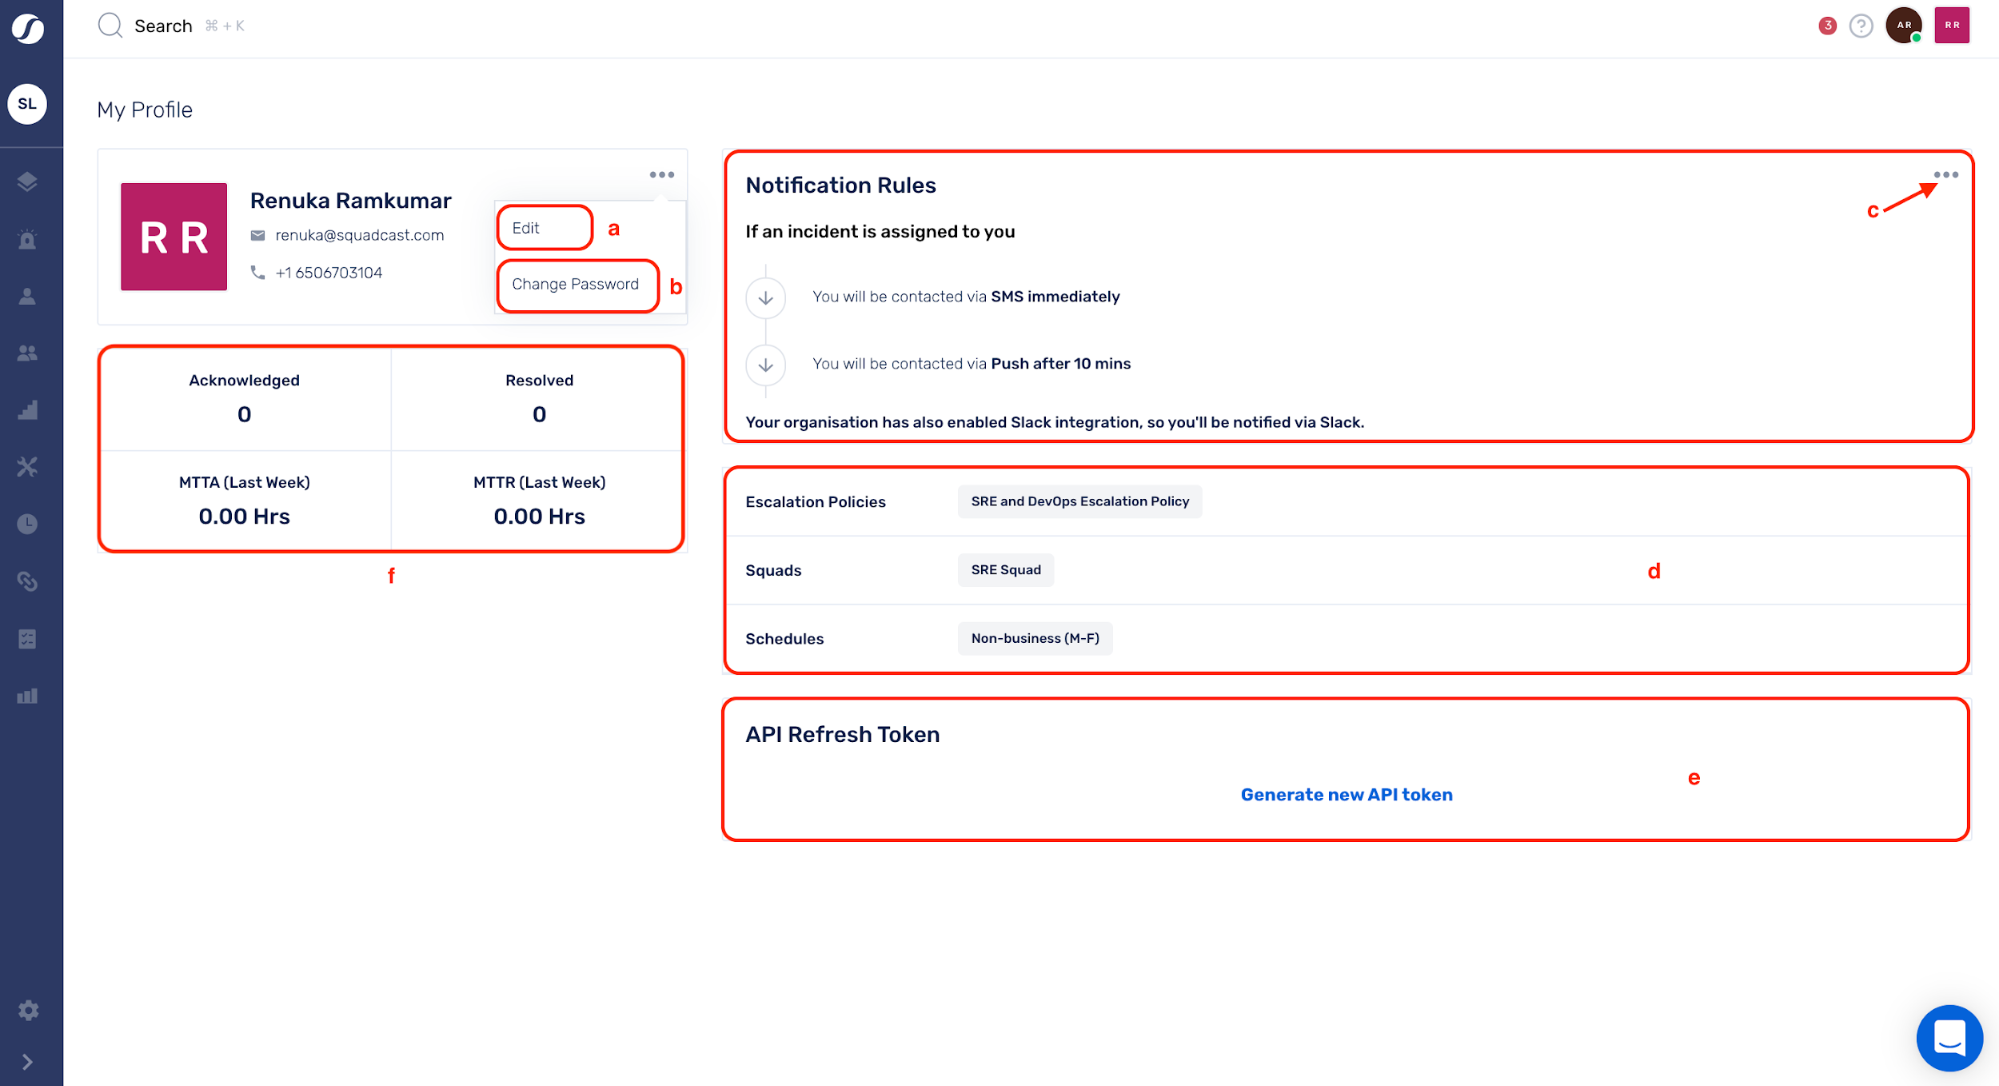 Search ⌘ + K
3
?
AR
RR
SL
My Profile
RR
Renuka Ramkumar
renuka@squadcast.com
+1 6506703104
Edit
a
Change Password
b
Acknowledged
0
Resolved
0
MTTA (Last Week)
0.00 Hrs
MTTR (Last Week)
0.00 Hrs
f
Notification Rules
c
If an incident is assigned to you
You will be contacted via SMS immediately
You will be contacted via Push after 10 mins
Your organisation has also enabled Slack integration, so you'll be notified via Slack.
Escalation Policies
SRE and DevOps Escalation Policy
Squads
SRE Squad
d
Schedules
Non-business (M-F)
API Refresh Token
e
Generate new API token